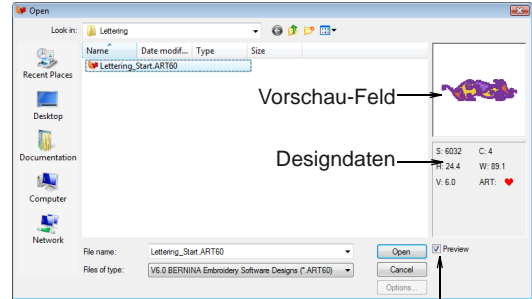 Open
Look in:
Lettering
Name
Date modif...
Type
Size
Lettering_Start.ART60
Recent Places
Desktop
Documentation
Computer
Network
Vorschau-Feld
Designdaten
S: 6032 C: 4
H: 24.4 W: 89.1
V: 6.0 ART:
File name: Lettering_Start.ART60
Open
Preview
Files of type: V6.0 BERNINA Embroidery Software Designs (*.ART60)
Cancel
Options...